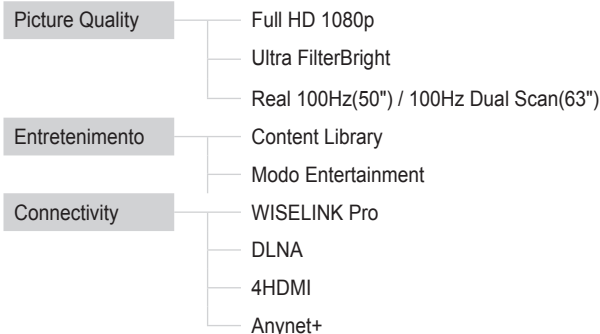 Picture Quality Full HD 1080p
Ultra FilterBright
Real 100Hz(50") / 100Hz Dual Scan(63")
Entretenimento Content Library
Modo Entertainment
Connectivity WISELINK Pro
DLNA
4HDMI
Anynet+